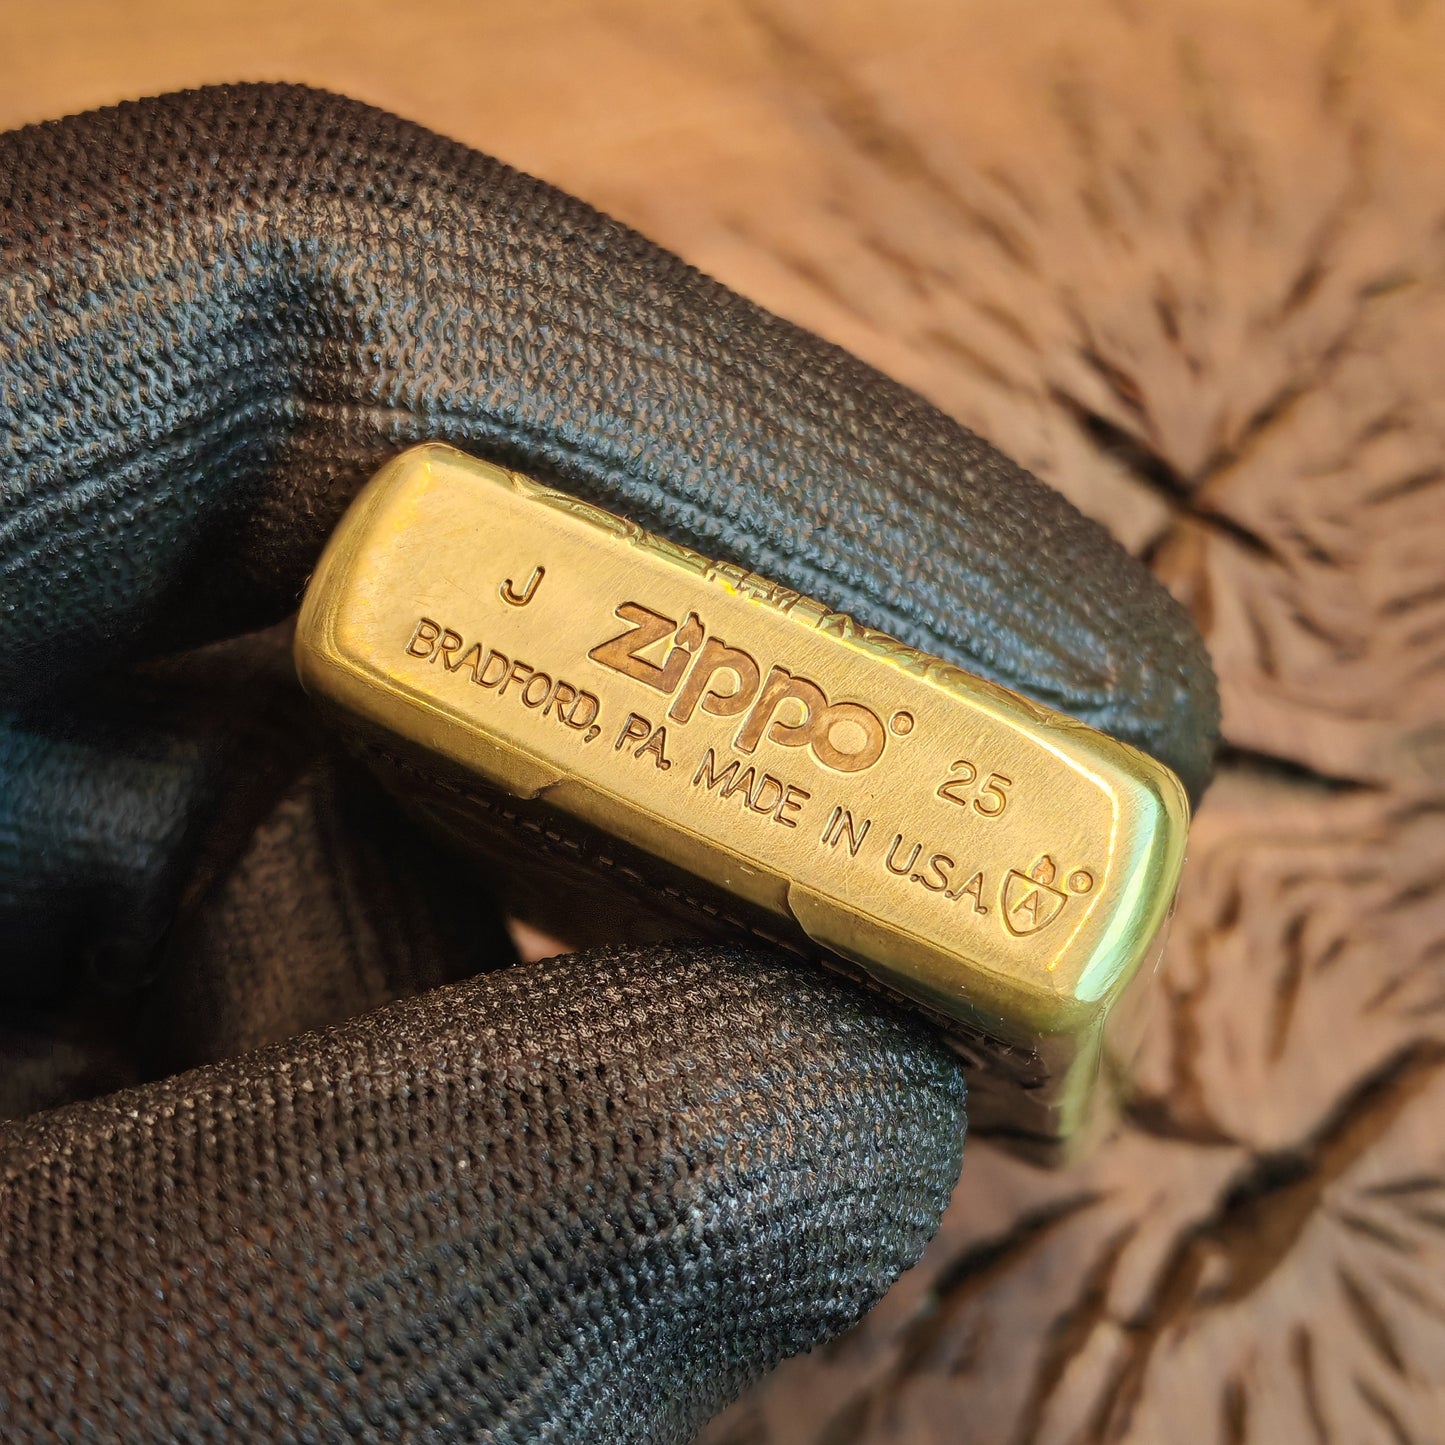 J zippo® 25
BRADFORD, PA. MADE IN U.S.A. A®